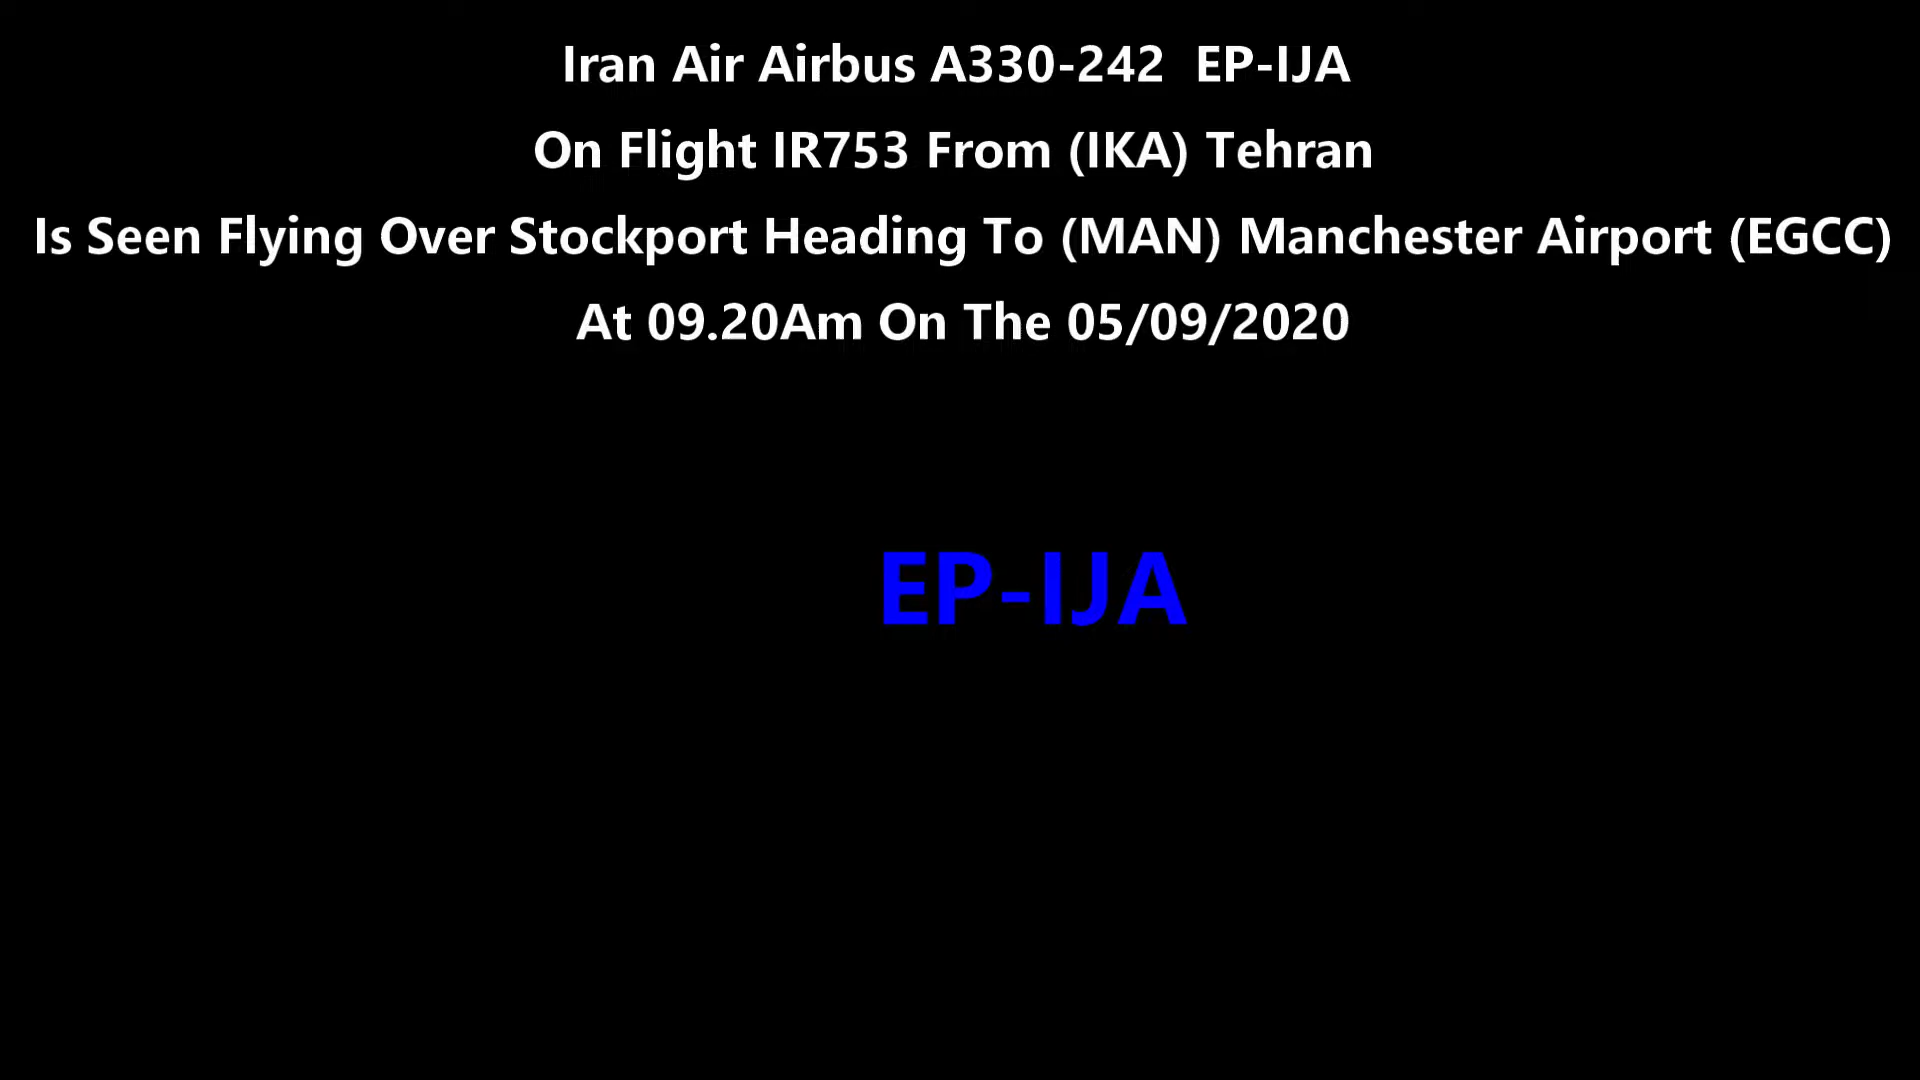 Iran Air Airbus A330-242  EP-IJA
On Flight IR753 From (IKA) Tehran
Is Seen Flying Over Stockport Heading To (MAN) Manchester Airport (EGCC)
At 09.20Am On The 05/09/2020
EP-IJA